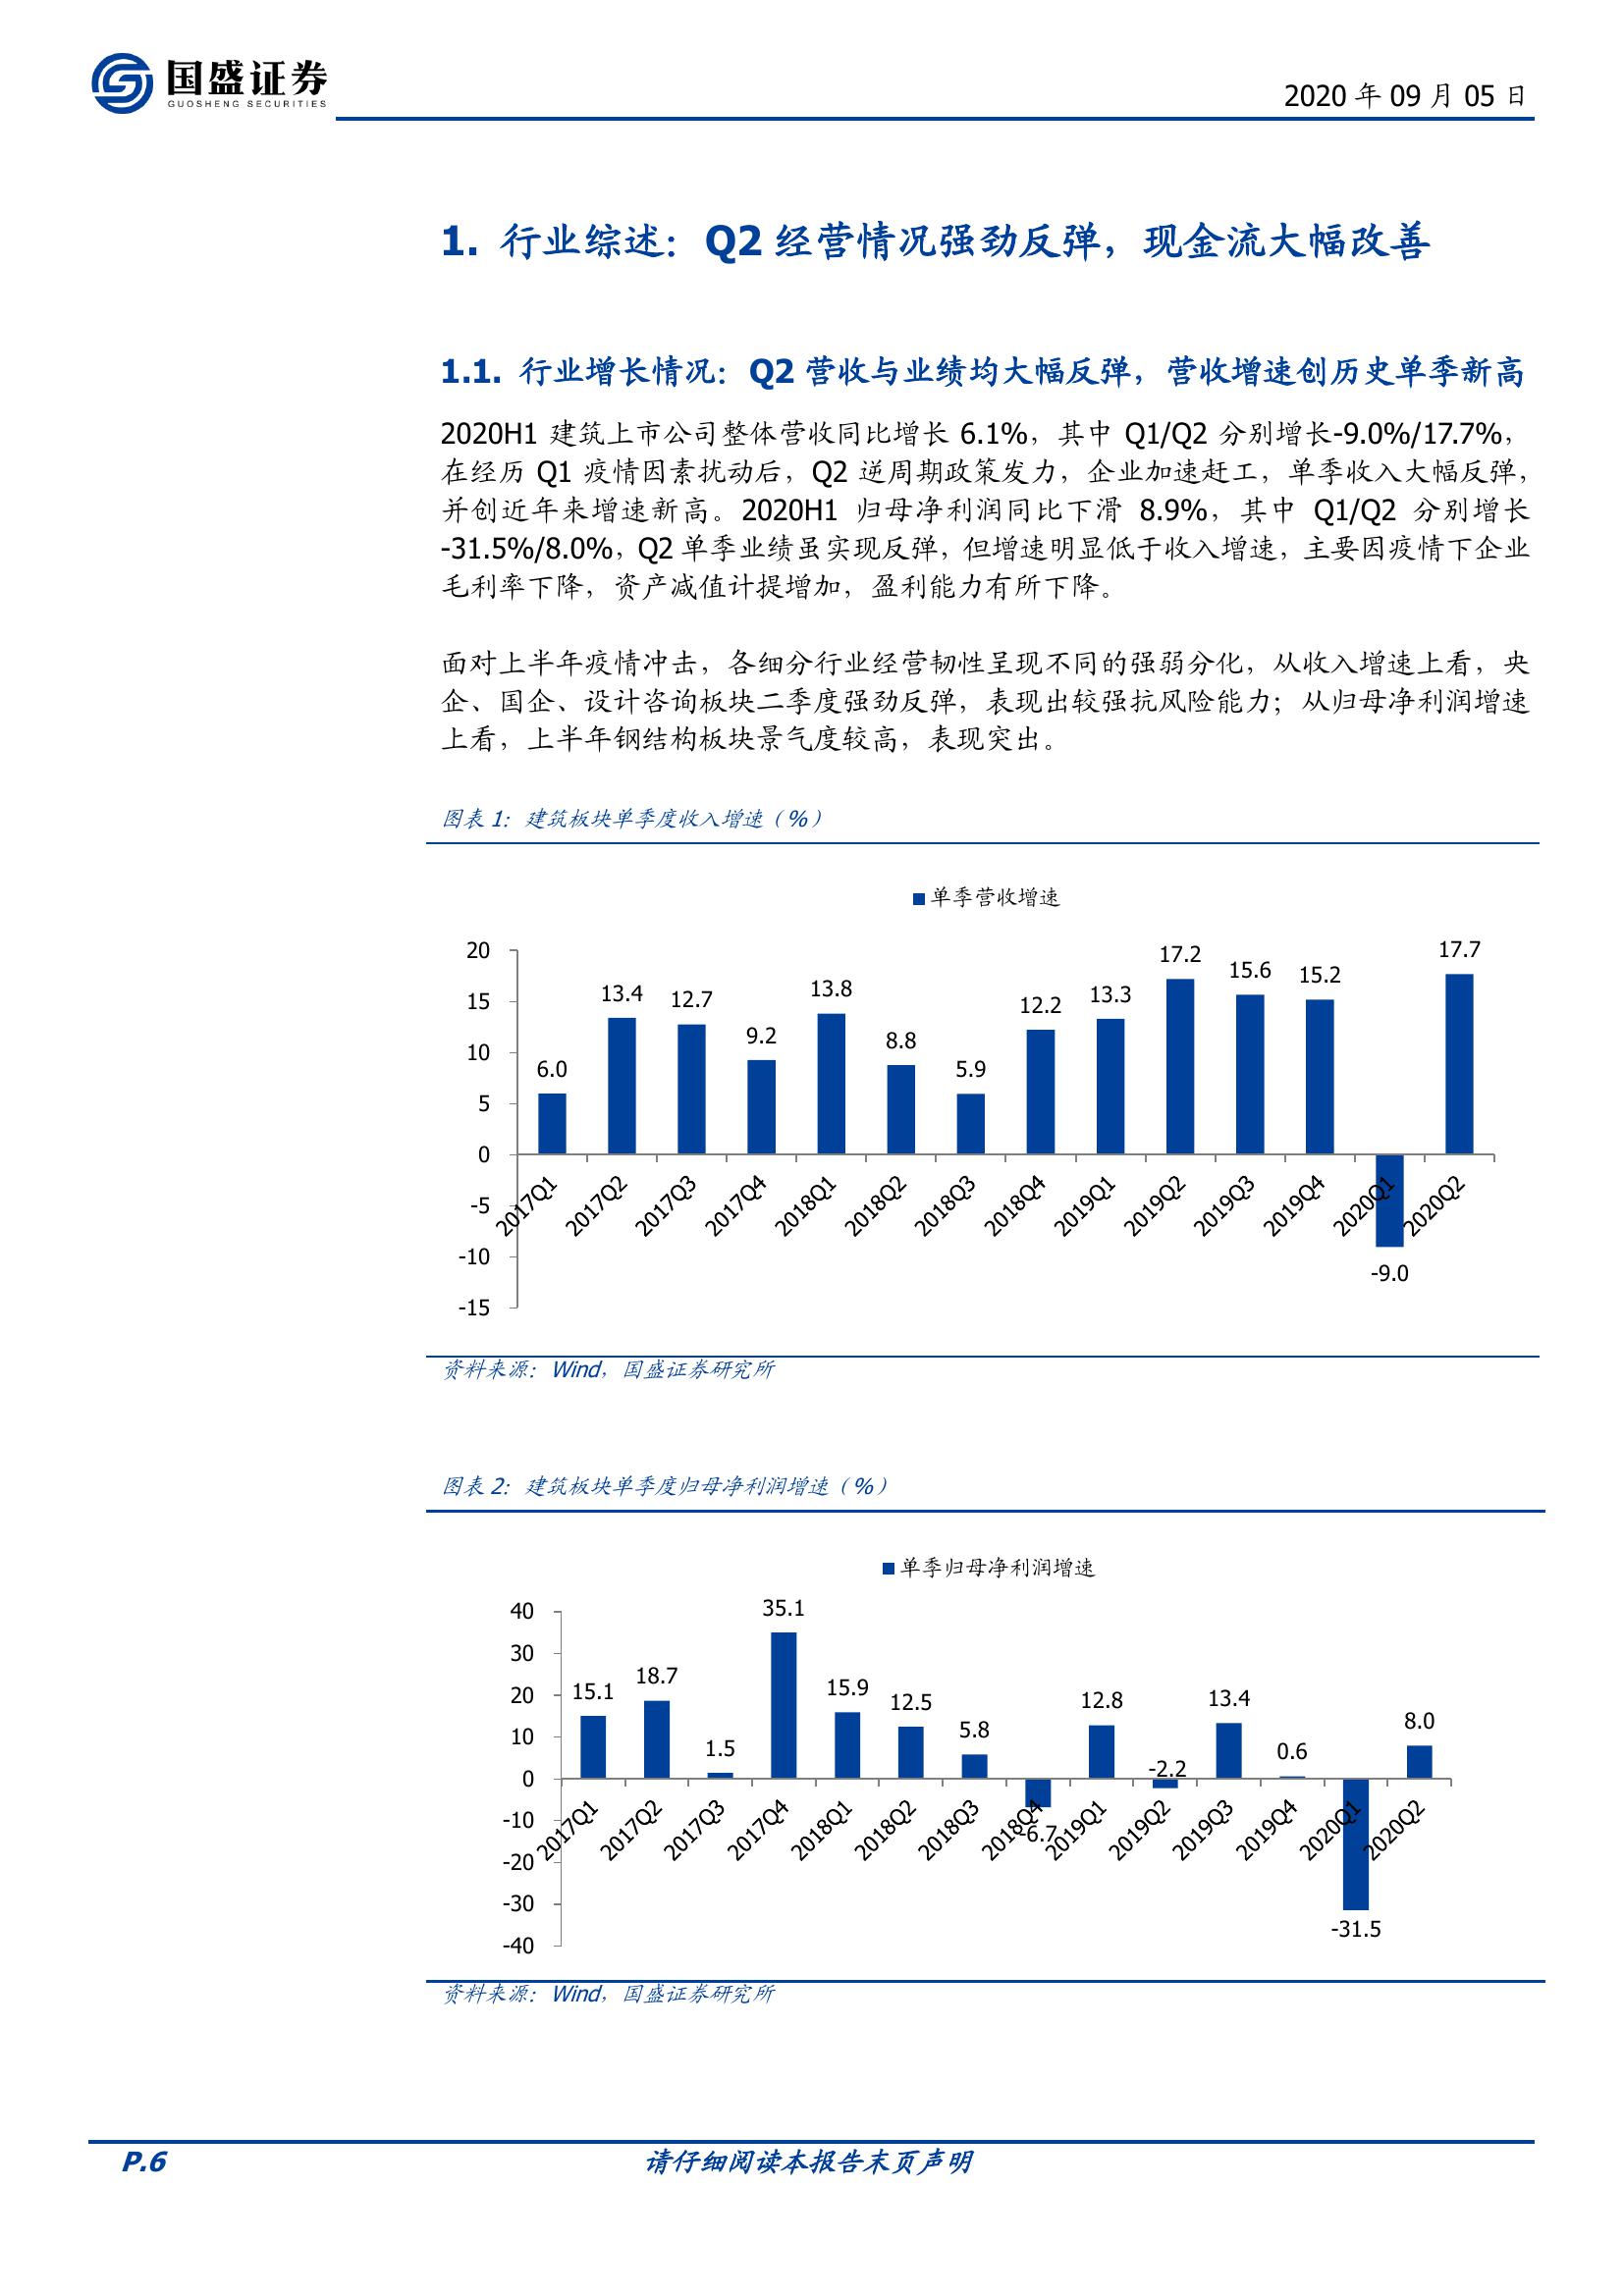 国盛证券
GUOSHENG SECURITIES
2020 年 09 月 05 日
1. 行业综述：Q2 经营情况强劲反弹，现金流大幅改善
1.1. 行业增长情况：Q2 营收与业绩均大幅反弹，营收增速创历史单季新高
2020H1 建筑上市公司整体营收同比增长 6.1%，其中 Q1/Q2 分别增长-9.0%/17.7%，
在经历 Q1 疫情因素扰动后，Q2 逆周期政策发力，企业加速赶工，单季收入大幅反弹，
并创近年来增速新高。2020H1 归母净利润同比下滑 8.9%，其中 Q1/Q2 分别增长
-31.5%/8.0%，Q2 单季业绩虽实现反弹，但增速明显低于收入增速，主要因疫情下企业
毛利率下降，资产减值计提增加，盈利能力有所下降。
面对上半年疫情冲击，各细分行业经营韧性呈现不同的强弱分化，从收入增速上看，央
企、国企、设计咨询板块二季度强劲反弹，表现出较强抗风险能力；从归母净利润增速
上看，上半年钢结构板块景气度较高，表现突出。
图表 1：建筑板块单季度收入增速（%）
单季营收增速
20
15
10
5
0
-5
-10
-15
6.0
13.4
12.7
9.2
13.8
8.8
5.9
12.2
13.3
17.2
15.6
15.2
-9.0
17.7
2017Q1
2017Q2
2017Q3
2017Q4
2018Q1
2018Q2
2018Q3
2018Q4
2019Q1
2019Q2
2019Q3
2019Q4
2020Q1
2020Q2
资料来源：Wind，国盛证券研究所
图表 2：建筑板块单季度归母净利润增速（%）
单季归母净利润增速
40
30
20
10
0
-10
-20
-30
-40
15.1
18.7
1.5
35.1
15.9
12.5
5.8
-6.7
12.8
-2.2
13.4
0.6
-31.5
8.0
2017Q1
2017Q2
2017Q3
2017Q4
2018Q1
2018Q2
2018Q3
2018Q4
2019Q1
2019Q2
2019Q3
2019Q4
2020Q1
2020Q2
资料来源：Wind，国盛证券研究所
P.6
请仔细阅读本报告末页声明